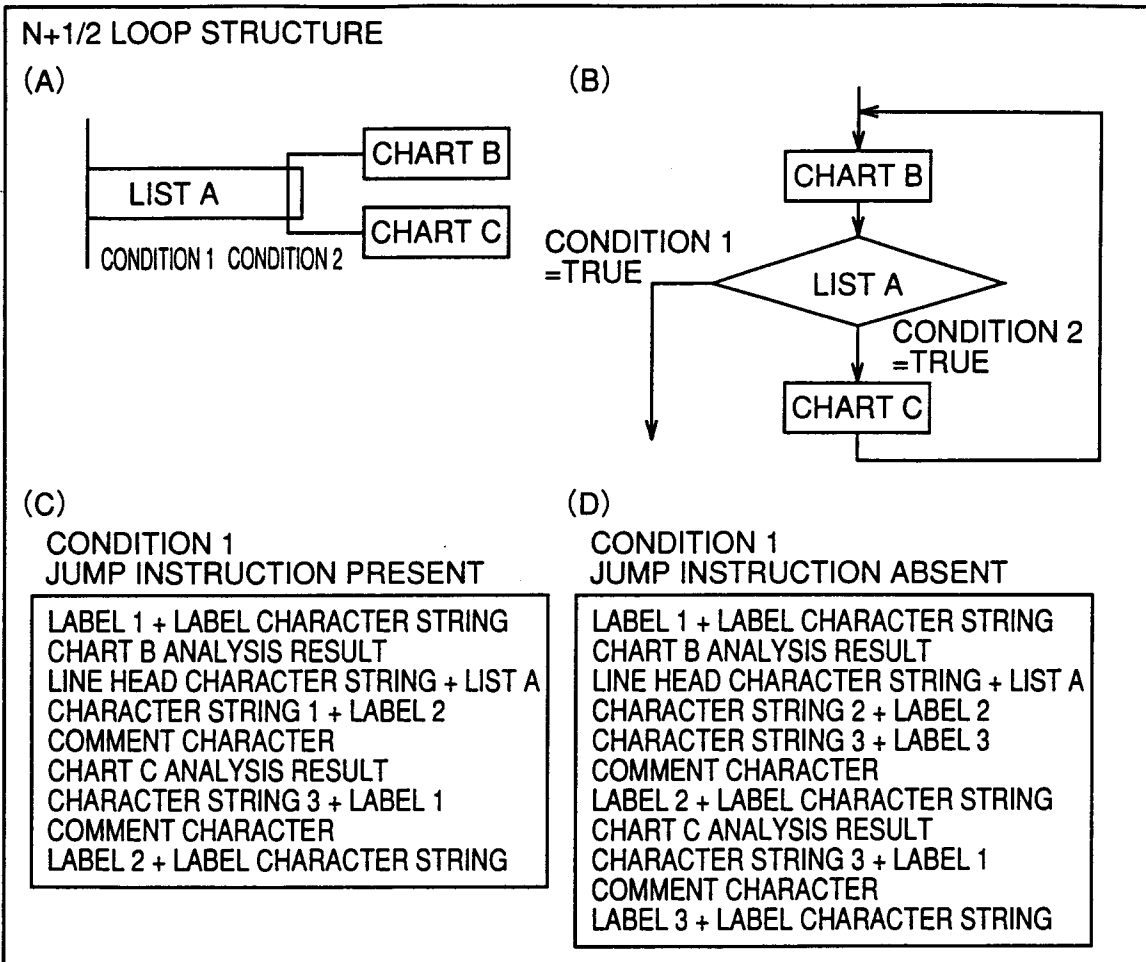 N+1/2 LOOP STRUCTURE
(A)
CHART B
LIST A
CHART C
CONDITION 1 CONDITION 2
(B)
CHART B
CONDITION 1
=TRUE
LIST A
CONDITION 2
=TRUE
CHART C
(C)
CONDITION 1
JUMP INSTRUCTION PRESENT
LABEL 1 + LABEL CHARACTER STRING
CHART B ANALYSIS RESULT
LINE HEAD CHARACTER STRING + LIST A
CHARACTER STRING 1 + LABEL 2
COMMENT CHARACTER
CHART C ANALYSIS RESULT
CHARACTER STRING 3 + LABEL 1
COMMENT CHARACTER
LABEL 2 + LABEL CHARACTER STRING
(D)
CONDITION 1
JUMP INSTRUCTION ABSENT
LABEL 1 + LABEL CHARACTER STRING
CHART B ANALYSIS RESULT
LINE HEAD CHARACTER STRING + LIST A
CHARACTER STRING 2 + LABEL 2
CHARACTER STRING 3 + LABEL 3
COMMENT CHARACTER
LABEL 2 + LABEL CHARACTER STRING
CHART C ANALYSIS RESULT
CHARACTER STRING 3 + LABEL 1
COMMENT CHARACTER
LABEL 3 + LABEL CHARACTER STRING